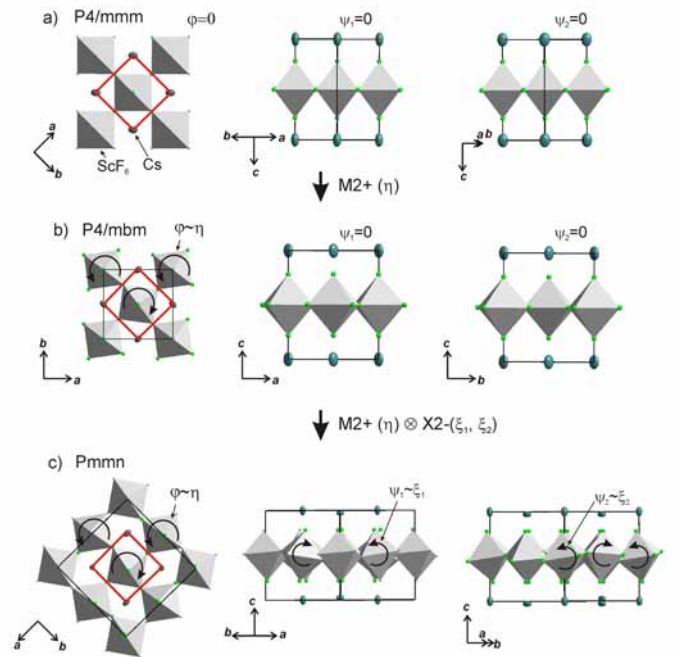 a) P4/mmm φ=0 ψ₁=0 ψ₂=0
a
b
ScF₆
Cs
b a
c
a b
c
M2+ (η)
b) P4/mbm φ~η ψ₁=0 ψ₂=0
b
a
c
a
c
b
M2+ (η) ⊗ X2-(ξ₁, ξ₂)
c) Pmmn
φ~η ψ₁~ξ₁ ψ₂~ξ₂
a b
c
b a
c
a b